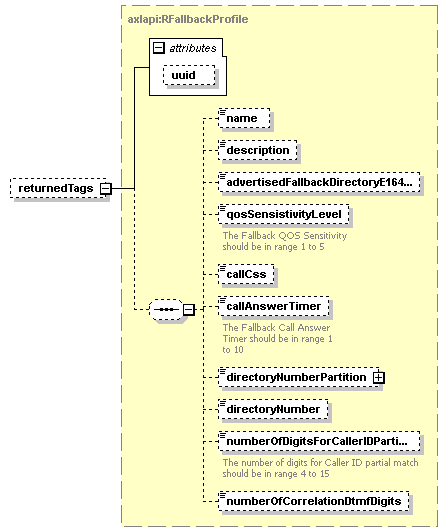 axlapi:RFallbackProfile
attributes
uuid
returnedTags
name
description
advertisedFallbackDirectoryE164...
qosSensistivityLevel
The Fallback QOS Sensitivity
should be in range 1 to 5
callCss
callAnswerTimer
The Fallback Call Answer
Timer should be in range 1
to 10
directoryNumberPartition
directoryNumber
numberOfDigitsForCallerIDParti...
The number of digits for Caller ID partial match
should be in range 4 to 15
numberOfCorrelationDtmfDigits